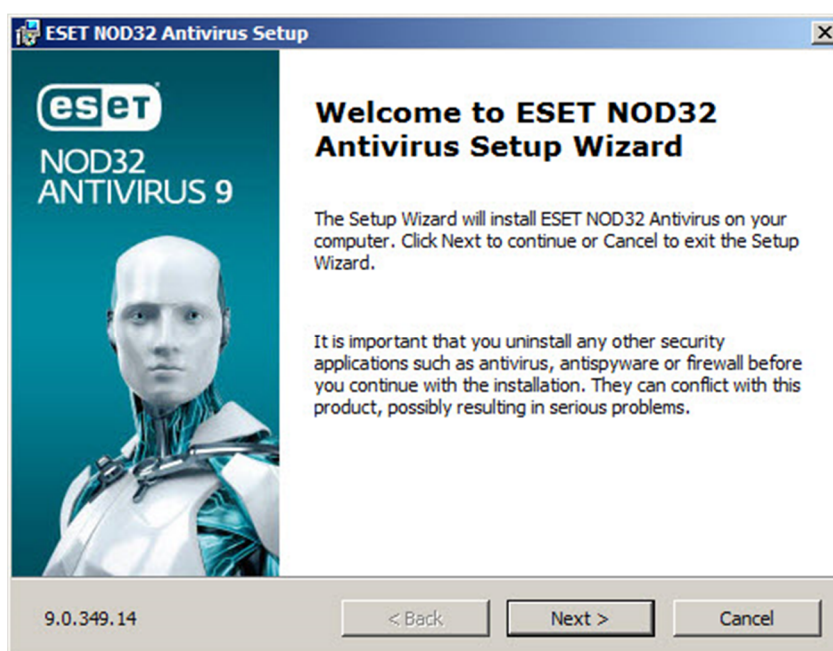 ESET NOD32 Antivirus Setup
eset
NOD32
ANTIVIRUS 9
Welcome to ESET NOD32
Antivirus Setup Wizard
The Setup Wizard will install ESET NOD32 Antivirus on your
computer. Click Next to continue or Cancel to exit the Setup
Wizard.
It is important that you uninstall any other security
applications such as antivirus, antispyware or firewall before
you continue with the installation. They can conflict with this
product, possibly resulting in serious problems.
9.0.349.14
< Back
Next >
Cancel